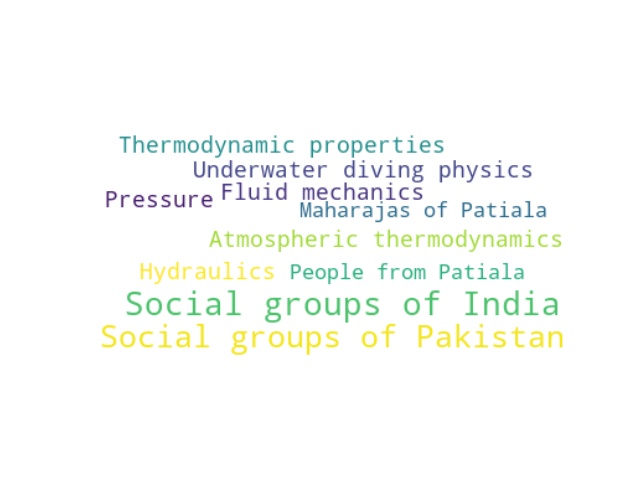 Thermodynamic properties
Underwater diving physics
Fluid mechanics
Pressure
Maharajas of Patiala
Atmospheric thermodynamics
Hydraulics
People from Patiala
Social groups of India
Social groups of Pakistan